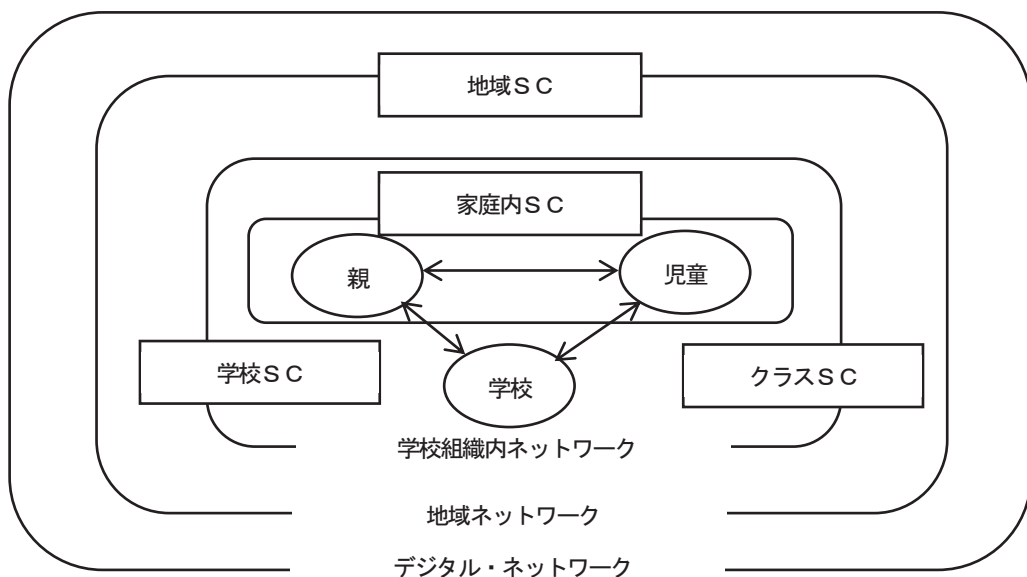 地域ＳＣ
家庭内ＳＣ
親
児童
学校ＳＣ
学校
クラスＳＣ
学校組織内ネットワーク
地域ネットワーク
デジタル・ネットワーク